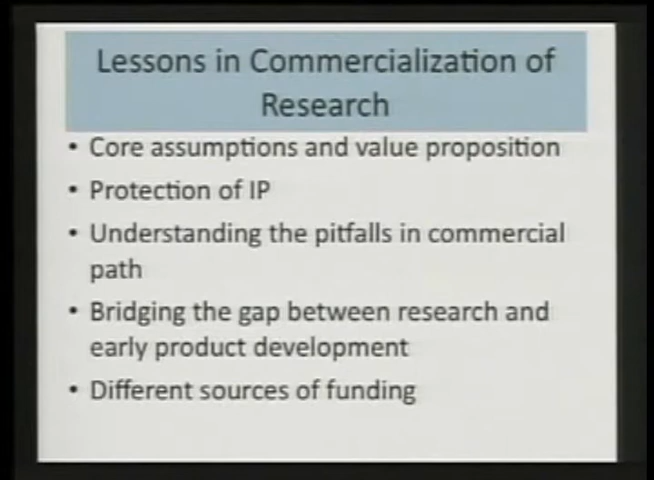 Lessons in Commercialization of
Research
• Core assumptions and value proposition
• Protection of IP
• Understanding the pitfalls in commercial
path
• Bridging the gap between research and
early product development
• Different sources of funding